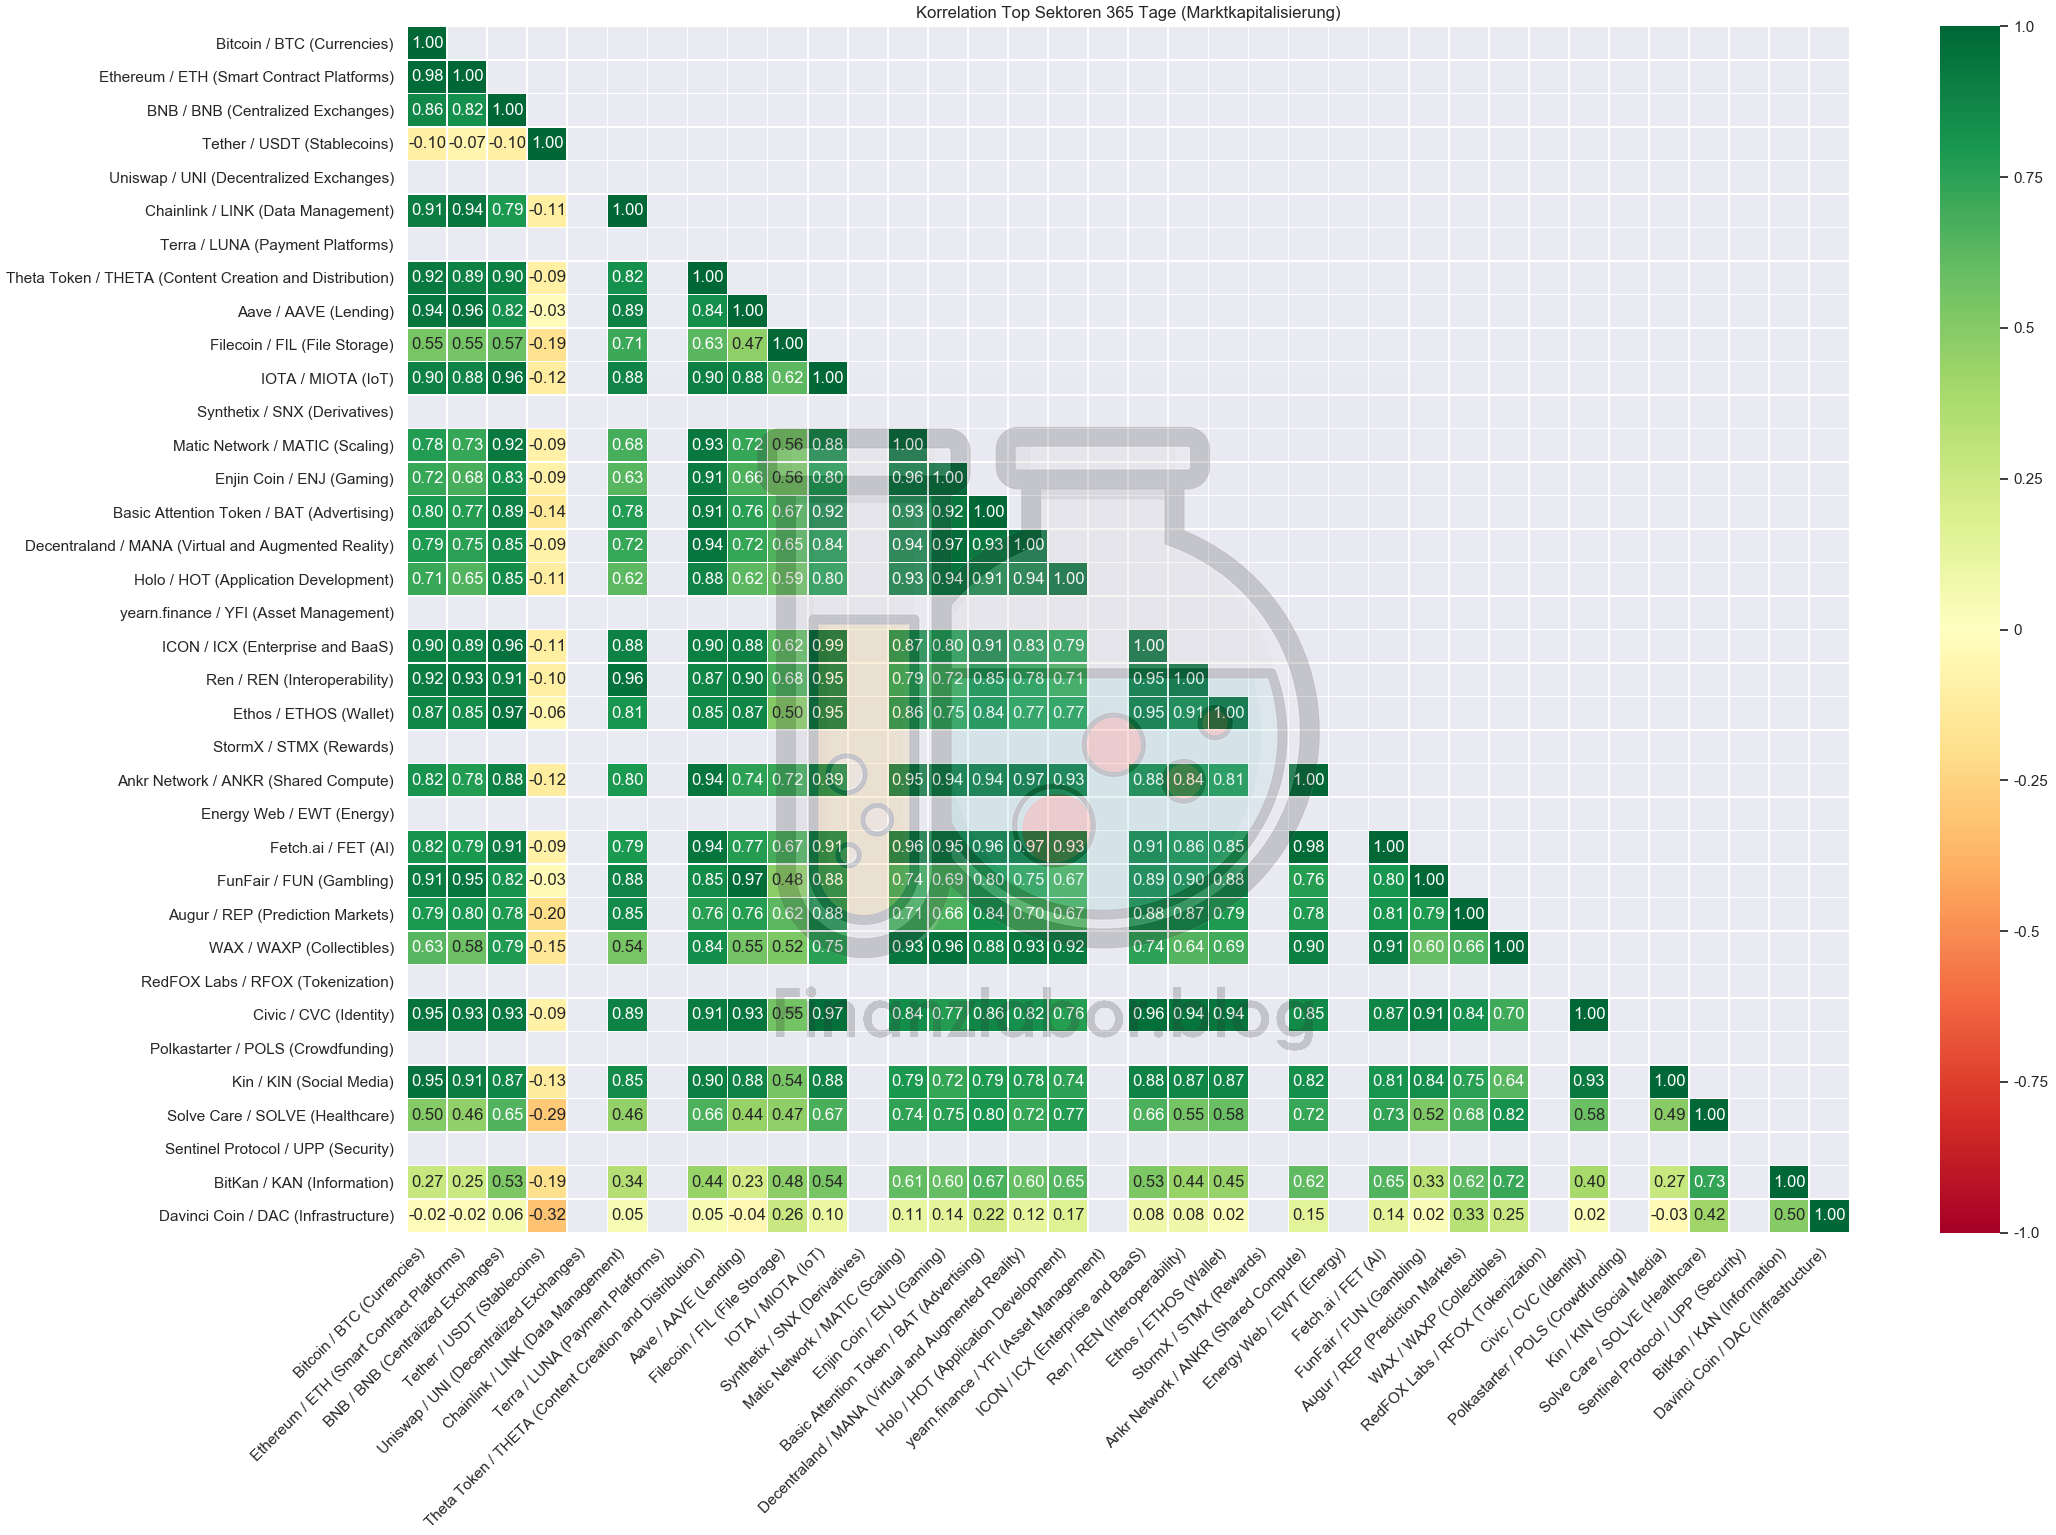 Korrelation Top Sektoren 365 Tage (Marktkapitalisierung)
Bitcoin / BTC (Currencies) 1.00
Ethereum / ETH (Smart Contract Platforms) 0.98 1.00
BNB / BNB (Centralized Exchanges) 0.86 0.82 1.00
Tether / USDT (Stablecoins) -0.10 -0.07 -0.10 1.00
Uniswap / UNI (Decentralized Exchanges)
Chainlink / LINK (Data Management) 0.91 0.94 0.79 -0.11 1.00
Terra / LUNA (Payment Platforms)
Theta Token / THETA (Content Creation and Distribution) 0.92 0.89 0.90 -0.09 0.82 1.00
Aave / AAVE (Lending) 0.94 0.96 0.82 -0.03 0.89 0.84 1.00
Filecoin / FIL (File Storage) 0.55 0.55 0.57 -0.19 0.71 0.63 0.47 1.00
IOTA / MIOTA (IoT) 0.90 0.88 0.96 -0.12 0.88 0.90 0.88 0.62 1.00
Synthetix / SNX (Derivatives)
Matic Network / MATIC (Scaling) 0.78 0.73 0.92 -0.09 0.68 0.93 0.72 0.56 0.88 1.00
Enjin Coin / ENJ (Gaming) 0.72 0.68 0.83 -0.09 0.63 0.91 0.66 0.56 0.80 0.96 1.00
Basic Attention Token / BAT (Advertising) 0.80 0.77 0.89 -0.14 0.78 0.91 0.76 0.67 0.92 0.93 0.92 1.00
Decentraland / MANA (Virtual and Augmented Reality) 0.79 0.75 0.85 -0.09 0.72 0.94 0.72 0.65 0.84 0.94 0.97 0.93 1.00
Holo / HOT (Application Development) 0.71 0.65 0.85 -0.11 0.62 0.88 0.62 0.59 0.80 0.93 0.94 0.91 0.94 1.00
yearn.finance / YFI (Asset Management)
ICON / ICX (Enterprise and BaaS) 0.90 0.89 0.96 -0.11 0.88 0.90 0.88 0.62 0.99 0.87 0.80 0.91 0.83 0.79 1.00
Ren / REN (Interoperability) 0.92 0.93 0.91 -0.10 0.96 0.87 0.90 0.68 0.95 0.79 0.72 0.85 0.78 0.71 0.95 1.00
Ethos / ETHOS (Wallet) 0.87 0.85 0.97 -0.06 0.81 0.85 0.87 0.50 0.95 0.86 0.75 0.84 0.77 0.77 0.95 0.91 1.00
StormX / STMX (Rewards)
Ankr Network / ANKR (Shared Compute) 0.82 0.78 0.88 -0.12 0.80 0.94 0.74 0.72 0.89 0.95 0.94 0.94 0.97 0.93 0.88 0.84 0.81 1.00
Energy Web / EWT (Energy)
Fetch.ai / FET (AI) 0.82 0.79 0.91 -0.09 0.79 0.94 0.77 0.67 0.91 0.96 0.95 0.96 0.97 0.93 0.91 0.86 0.85 0.98 1.00
FunFair / FUN (Gambling) 0.91 0.95 0.82 -0.03 0.88 0.85 0.97 0.48 0.88 0.74 0.69 0.80 0.75 0.67 0.89 0.90 0.88 0.76 0.80 1.00
Augur / REP (Prediction Markets) 0.79 0.80 0.78 -0.20 0.85 0.76 0.76 0.62 0.88 0.71 0.66 0.84 0.70 0.67 0.88 0.87 0.79 0.78 0.81 0.79 1.00
WAX / WAXP (Collectibles) 0.63 0.58 0.79 -0.15 0.54 0.84 0.55 0.52 0.75 0.93 0.96 0.88 0.93 0.92 0.74 0.64 0.69 0.90 0.91 0.60 0.66 1.00
RedFOX Labs / RFOX (Tokenization)
Civic / CVC (Identity) 0.95 0.93 0.93 -0.09 0.89 0.91 0.93 0.55 0.97 0.84 0.77 0.86 0.82 0.76 0.96 0.94 0.94 0.85 0.87 0.91 0.84 0.70 1.00
Finanzlabor.blog
Polkastarter / POLS (Crowdfunding)
Kin / KIN (Social Media) 0.95 0.91 0.87 -0.13 0.85 0.90 0.88 0.54 0.88 0.79 0.72 0.79 0.78 0.74 0.88 0.87 0.87 0.82 0.81 0.84 0.75 0.64 0.93 1.00
Solve Care / SOLVE (Healthcare) 0.50 0.46 0.65 -0.29 0.46 0.66 0.44 0.47 0.67 0.74 0.75 0.80 0.72 0.77 0.66 0.55 0.58 0.72 0.73 0.52 0.68 0.82 0.58 0.49 1.00
Sentinel Protocol / UPP (Security)
BitKan / KAN (Information) 0.27 0.25 0.53 -0.19 0.34 0.44 0.23 0.48 0.54 0.61 0.60 0.67 0.60 0.65 0.53 0.44 0.45 0.62 0.65 0.33 0.62 0.72 0.40 0.27 0.73 1.00
Davinci Coin / DAC (Infrastructure) -0.02 -0.02 0.06 -0.32 0.05 0.05 -0.04 0.26 0.10 0.11 0.14 0.22 0.12 0.17 0.08 0.08 0.02 0.15 0.14 0.02 0.33 0.25 0.02 -0.03 0.42 0.50 1.00
Bitcoin / BTC (Currencies)
Ethereum / ETH (Smart Contract Platforms)
BNB / BNB (Centralized Exchanges)
Tether / USDT (Stablecoins)
Uniswap / UNI (Decentralized Exchanges)
Chainlink / LINK (Data Management)
Terra / LUNA (Payment Platforms)
Theta Token / THETA (Content Creation and Distribution)
Aave / AAVE (Lending)
Filecoin / FIL (File Storage)
IOTA / MIOTA (IoT)
Synthetix / SNX (Derivatives)
Matic Network / MATIC (Scaling)
Enjin Coin / ENJ (Gaming)
Basic Attention Token / BAT (Advertising)
Decentraland / MANA (Virtual and Augmented Reality)
Holo / HOT (Application Development)
yearn.finance / YFI (Asset Management)
ICON / ICX (Enterprise and BaaS)
Ren / REN (Interoperability)
Ethos / ETHOS (Wallet)
StormX / STMX (Rewards)
Ankr Network / ANKR (Shared Compute)
Energy Web / EWT (Energy)
Fetch.ai / FET (AI)
FunFair / FUN (Gambling)
Augur / REP (Prediction Markets)
WAX / WAXP (Collectibles)
RedFOX Labs / RFOX (Tokenization)
Civic / CVC (Identity)
Polkastarter / POLS (Crowdfunding)
Kin / KIN (Social Media)
Solve Care / SOLVE (Healthcare)
Sentinel Protocol / UPP (Security)
BitKan / KAN (Information)
Davinci Coin / DAC (Infrastructure)
1.0
0.75
0.5
0.25
0
-0.25
-0.5
-0.75
-1.0